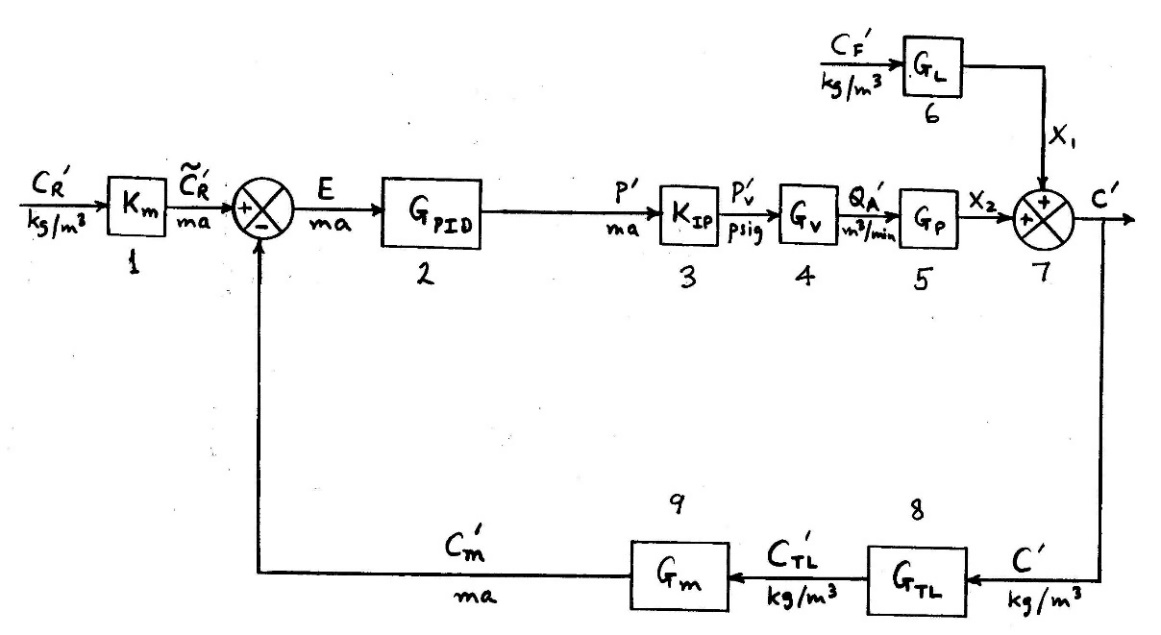 C_F' 
kg/m³
G_L
6
X₁
C_R'
kg/m³
K_m
1
C̃_R'
ma
+
-
E
ma
G_PID
2
P'
ma
K_IP
3
P_v'
psig
G_v
4
Q_A'
m³/min
G_P
5
X₂
+
+
7
C'
9
8
C_m'
ma
G_m
C_TL'
kg/m³
G_TL
C'
kg/m³